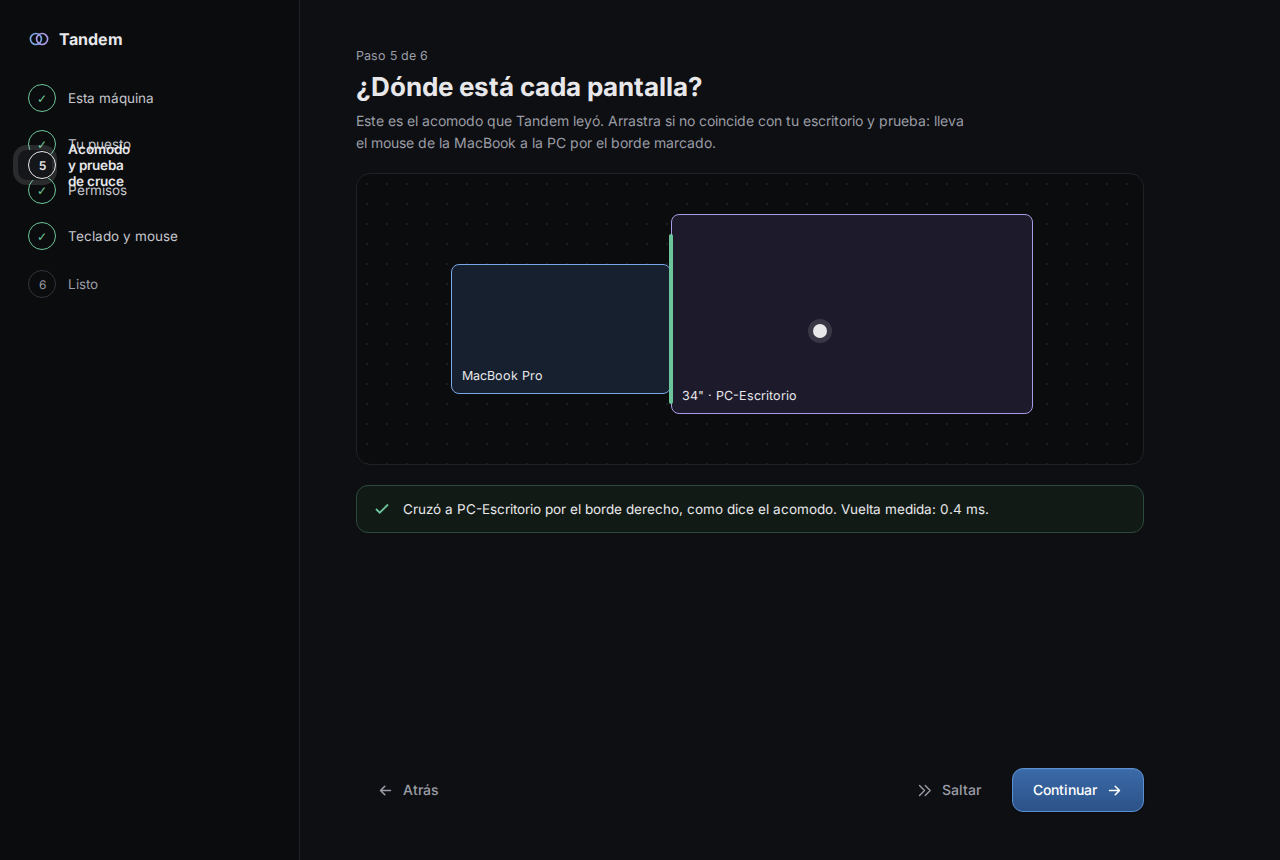 Tandem
✓ Esta máquina
✓ Tu puesto
5 Acomodo
y prueba
de cruce
✓ Permisos
✓ Teclado y mouse
6 Listo
Paso 5 de 6
¿Dónde está cada pantalla?
Este es el acomodo que Tandem leyó. Arrastra si no coincide con tu escritorio y prueba: lleva
el mouse de la MacBook a la PC por el borde marcado.
MacBook Pro
34" · PC-Escritorio
Cruzó a PC-Escritorio por el borde derecho, como dice el acomodo. Vuelta medida: 0.4 ms.
Atrás
Saltar
Continuar